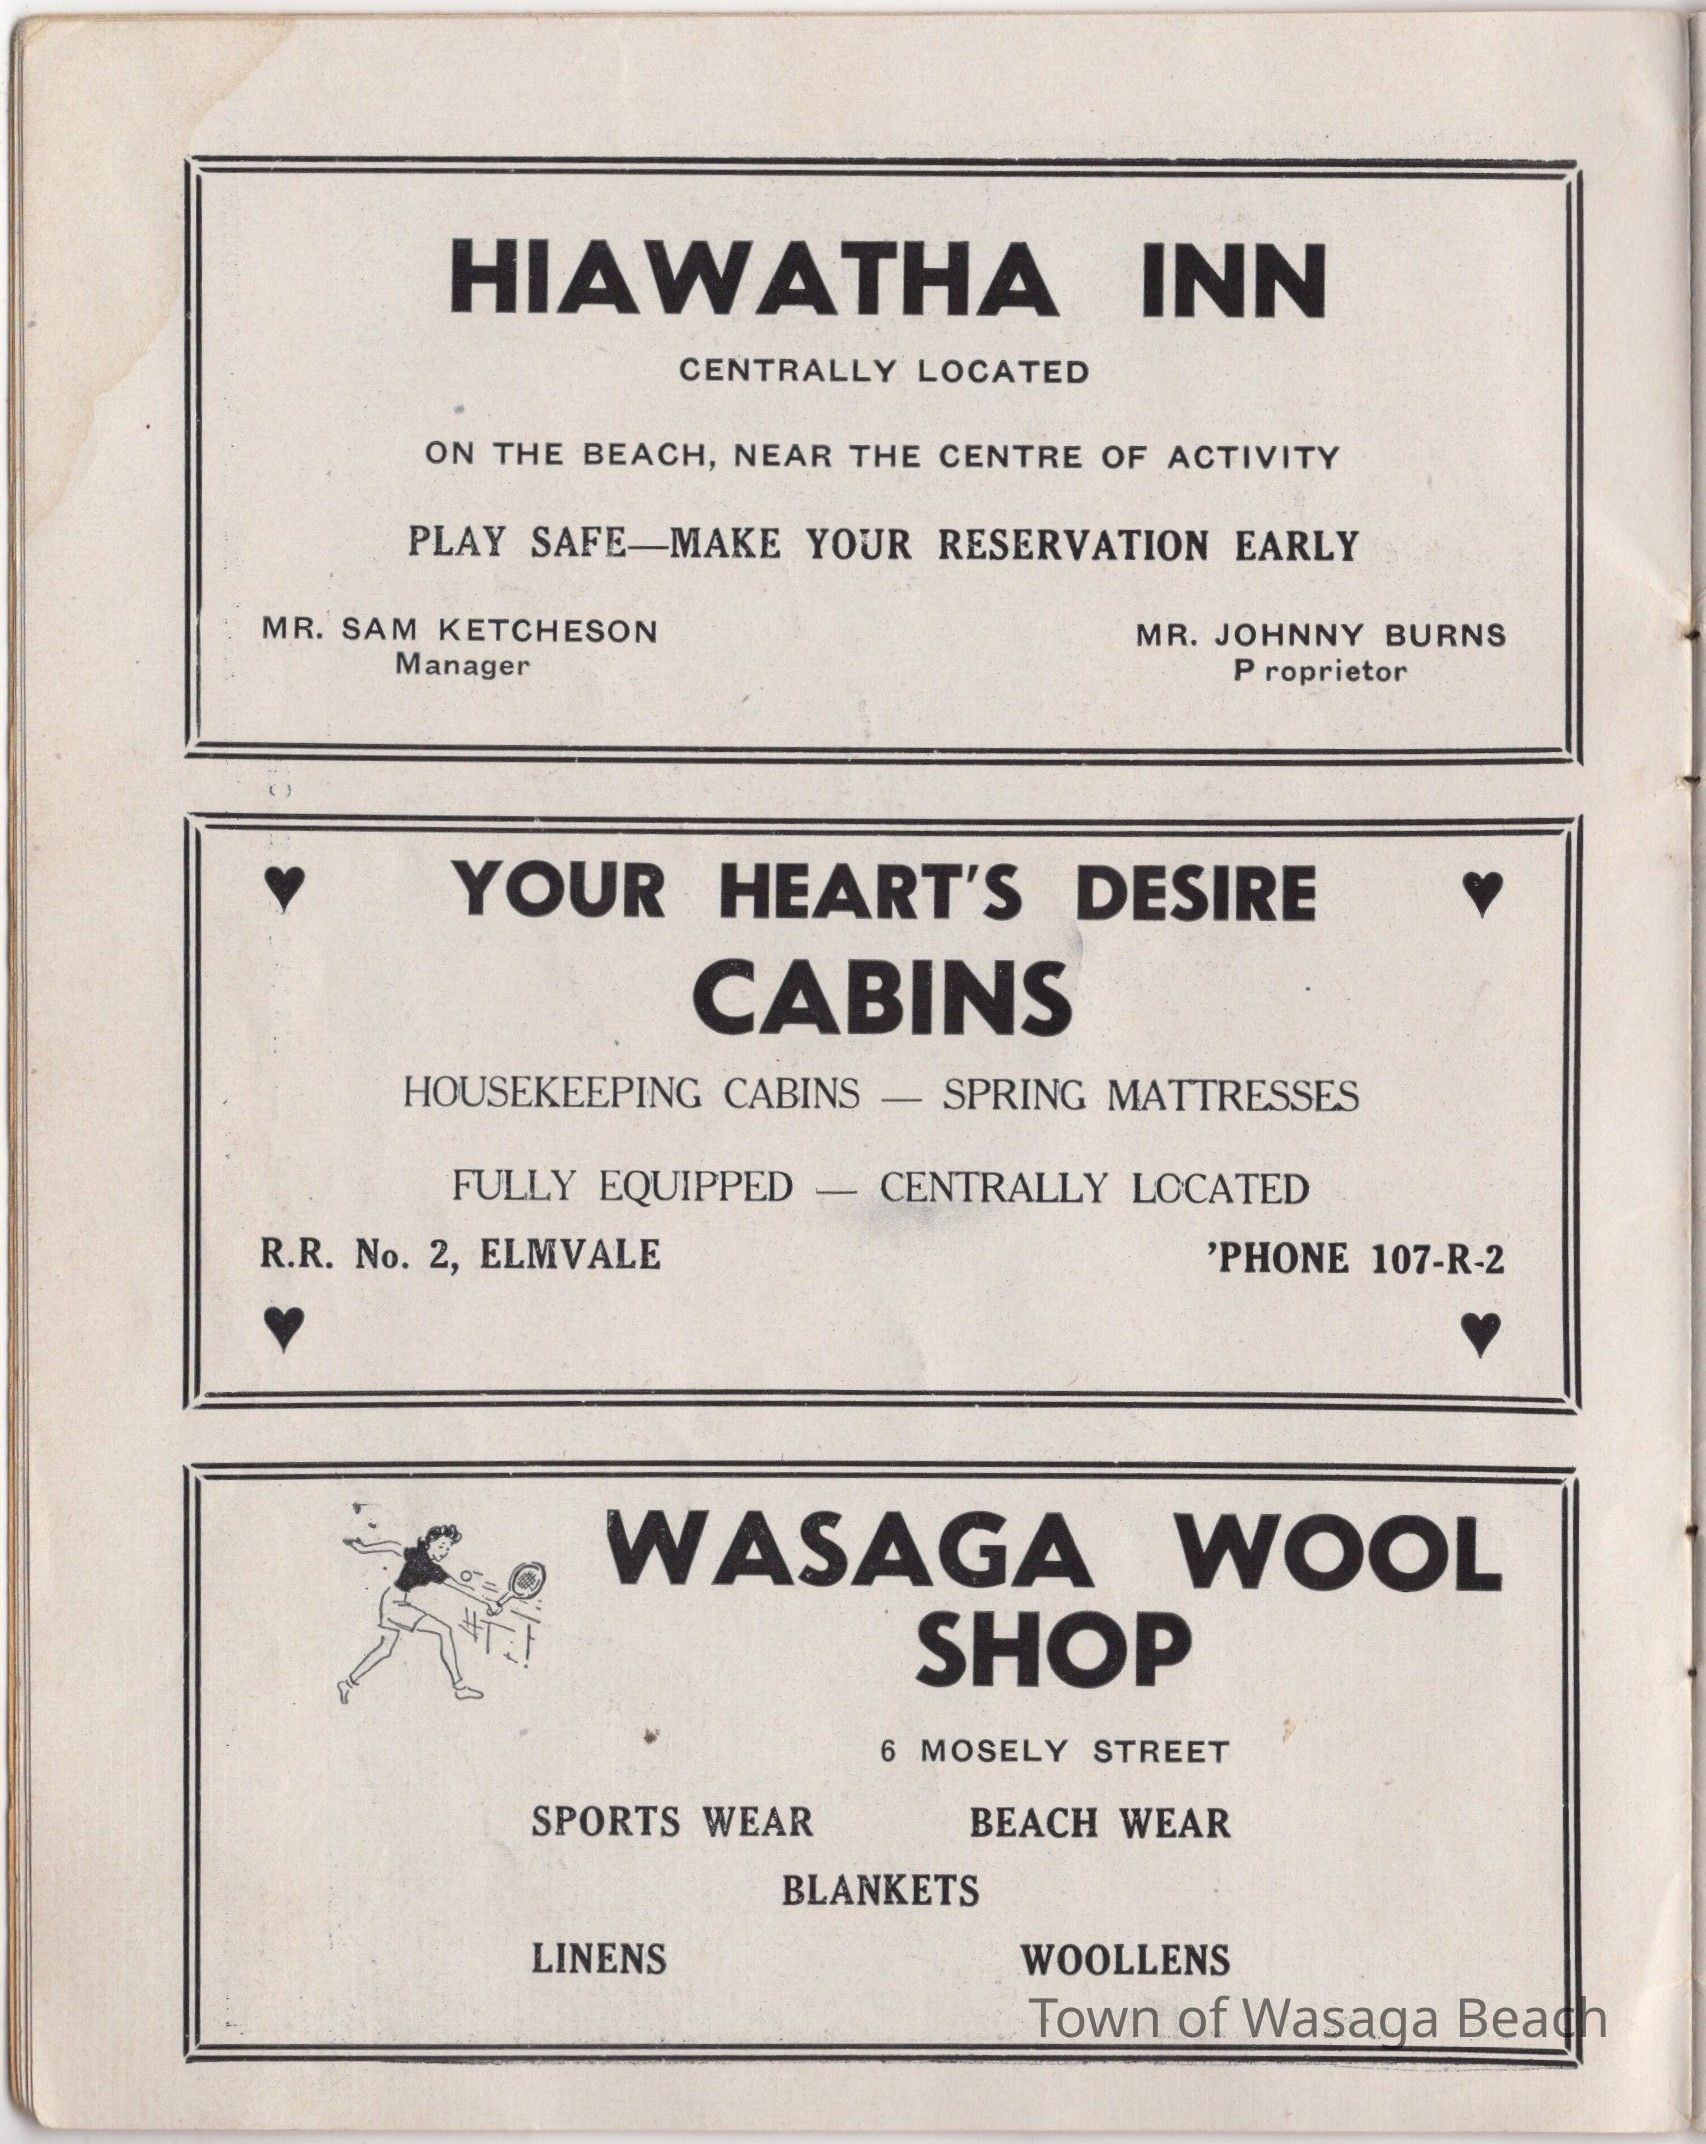 HIAWATHA INN
CENTRALLY LOCATED
ON THE BEACH, NEAR THE CENTRE OF ACTIVITY
PLAY SAFE—MAKE YOUR RESERVATION EARLY
MR. SAM KETCHESON MR. JOHNNY BURNS
Manager P roprietor
♥ YOUR HEART'S DESIRE ♥
CABINS
HOUSEKEEPING CABINS — SPRING MATTRESSES
FULLY EQUIPPED — CENTRALLY LOCATED
R.R. No. 2, ELMVALE 'PHONE 107-R-2
♥ ♥
WASAGA WOOL
SHOP
6 MOSELY STREET
SPORTS WEAR BEACH WEAR
BLANKETS
LINENS WOOLLENS
Town of Wasaga Beach